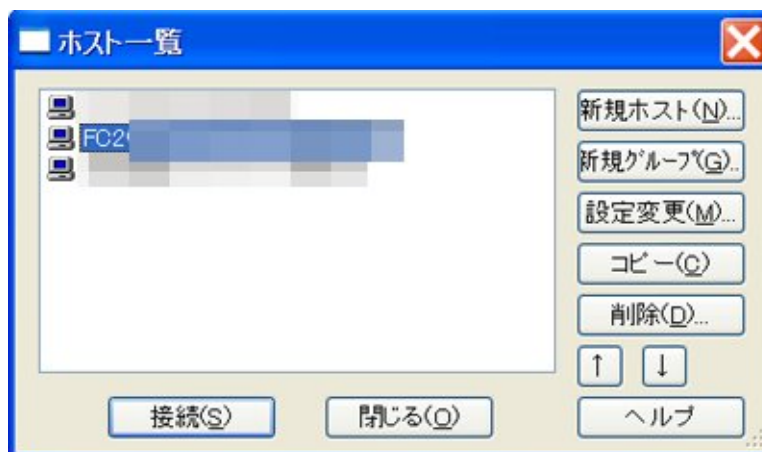 ホスト一覧
FC2
新規ホスト(N)...
新規ｸﾞﾙｰﾌﾟ(G)..
設定変更(M)...
コピー(C)
削除(D)...
↑ ↓
接続(S) 閉じる(O) ヘルプ